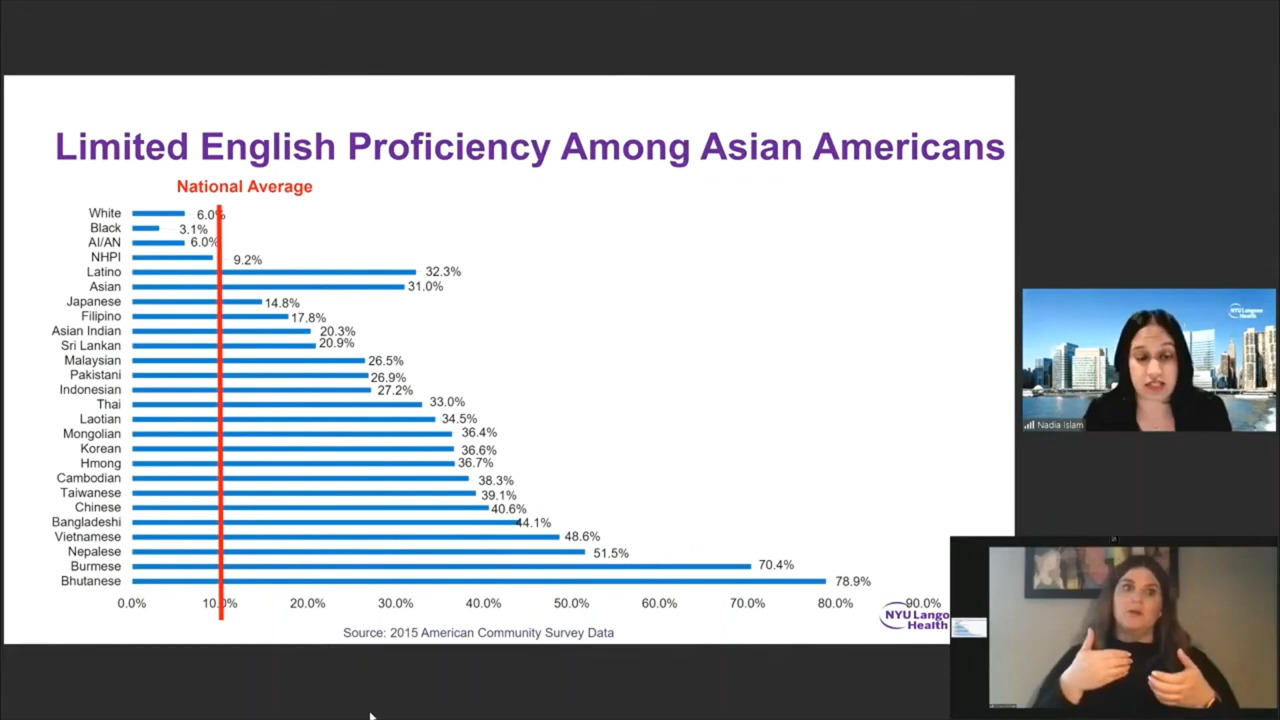 Limited English Proficiency Among Asian Americans
National Average
White 6.0%
Black 3.1%
AI/AN 6.0%
NHPI 9.2%
Latino 32.3%
Asian 31.0%
Japanese 14.8%
Filipino 17.8%
Asian Indian 20.3%
Sri Lankan 20.9%
Malaysian 26.5%
Pakistani 26.9%
Indonesian 27.2%
Thai 33.0%
Laotian 34.5%
Mongolian 36.4%
Korean 36.6%
Hmong 36.7%
Cambodian 38.3%
Taiwanese 39.1%
Chinese 40.6%
Bangladeshi 44.1%
Vietnamese 48.6%
Nepalese 51.5%
Burmese 70.4%
Bhutanese 78.9%
0.0% 10.0% 20.0% 30.0% 40.0% 50.0% 60.0% 70.0% 80.0% 90.0%
Source: 2015 American Community Survey Data
NYU Lango
Health
NYU Langone
Health
Nadia Islam